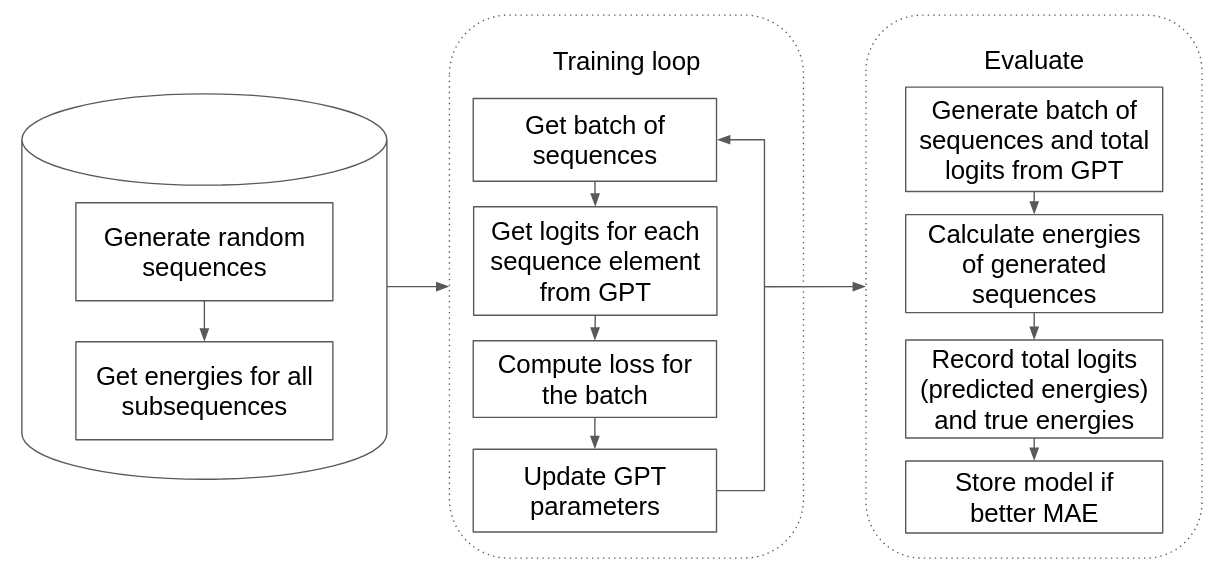 Generate random
sequences
Get energies for all
subsequences
Training loop
Get batch of
sequences
Get logits for each
sequence element
from GPT
Compute loss for
the batch
Update GPT
parameters
Evaluate
Generate batch of
sequences and total
logits from GPT
Calculate energies
of generated
sequences
Record total logits
(predicted energies)
and true energies
Store model if
better MAE